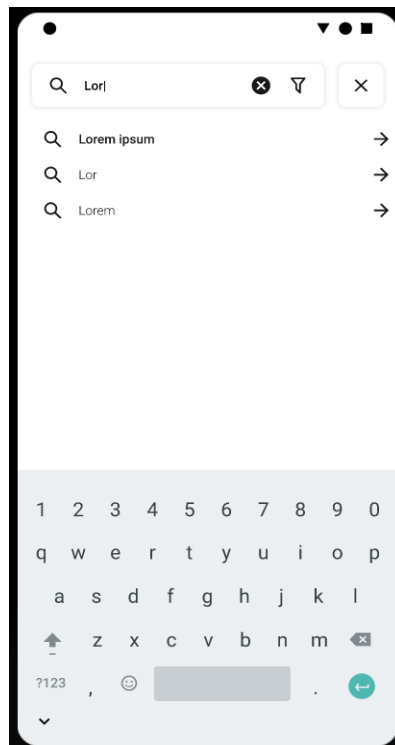 Lor
Lorem ipsum
Lor
Lorem
1 2 3 4 5 6 7 8 9 0
q w e r t y u i o p
a s d f g h j k l
z x c v b n m
?123 , .